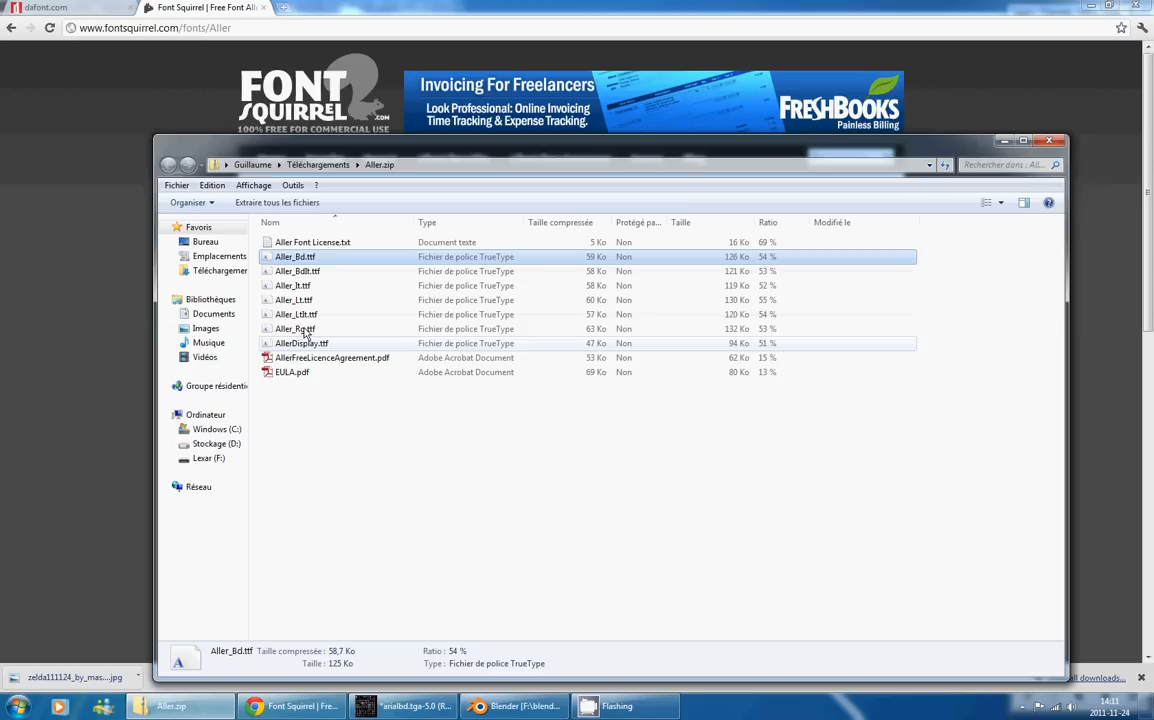 dafont.com
Font Squirrel | Free Font All
www.fontsquirrel.com/fonts/Aller
FONT
SQUIRREL
.COM
100% FREE FOR COMMERCIAL USE
Invoicing For Freelancers
Look Professional: Online Invoicing
Time Tracking & Expense Tracking.
FRESHBOOKS
Painless Billing
Guillaume
Téléchargements
Aller.zip
Rechercher dans : All...
Fichier Edition Affichage Outils ?
Organiser
Extraire tous les fichiers
Nom Type Taille compressée Protégé pa... Taille Ratio Modifié le
Favoris
Bureau
Emplacements
Téléchargemer
Bibliothèques
Documents
Images
Musique
Vidéos
Groupe résidentie
Ordinateur
Windows (C:)
Stockage (D:)
Lexar (F:)
Réseau
Aller Font License.txt Document texte 5 Ko Non 16 Ko 69 %
Aller_Bd.ttf Fichier de police TrueType 59 Ko Non 126 Ko 54 %
Aller_BdIt.ttf Fichier de police TrueType 58 Ko Non 121 Ko 53 %
Aller_It.ttf Fichier de police TrueType 58 Ko Non 119 Ko 52 %
Aller_Lt.ttf Fichier de police TrueType 60 Ko Non 130 Ko 55 %
Aller_LtIt.ttf Fichier de police TrueType 57 Ko Non 120 Ko 54 %
Aller_Rg.ttf Fichier de police TrueType 63 Ko Non 132 Ko 53 %
AllerDisplay.ttf Fichier de police TrueType 47 Ko Non 94 Ko 51 %
AllerFreeLicenceAgreement.pdf Adobe Acrobat Document 53 Ko Non 62 Ko 15 %
EULA.pdf Adobe Acrobat Document 69 Ko Non 80 Ko 13 %
Aller_Bd.ttf Taille compressée : 58,7 Ko Ratio : 54 %
Taille : 125 Ko Type : Fichier de police TrueType
zelda111124_by_mas....jpg
all downloads...
Aller.zip
Font Squirrel | Fre...
*arialbd.tga-5.0 (R...
Blender [F:\blend...
Flashing
14:11
2011-11-24